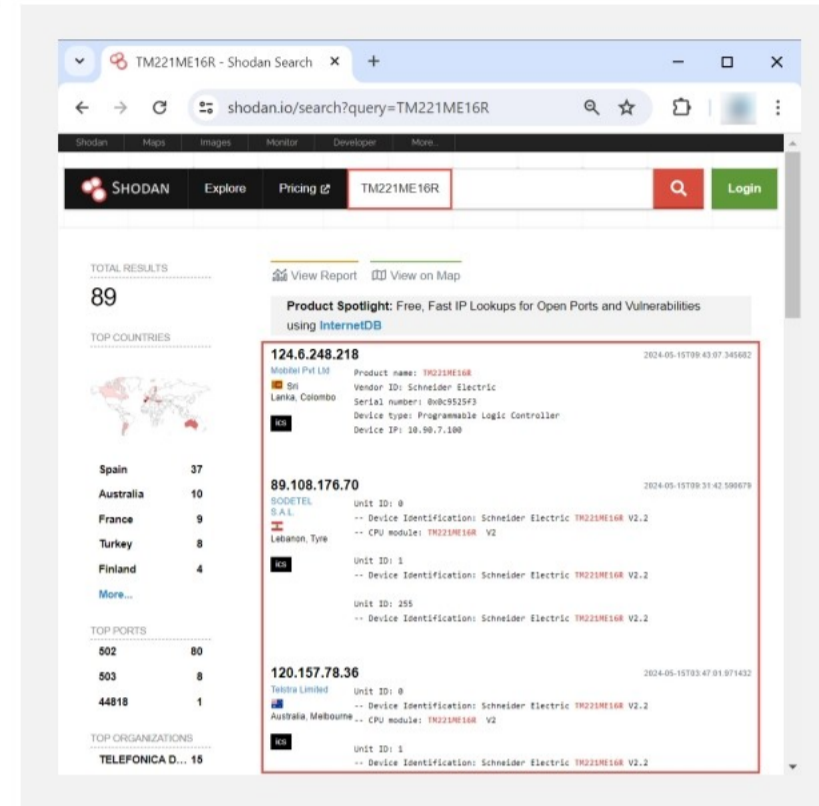 TM221ME16R - Shodan Search
shodan.io/search?query=TM221ME16R
Shodan Maps Images Monitor Developer More...
SHODAN Explore Pricing TM221ME16R Login
TOTAL RESULTS
89
TOP COUNTRIES
Spain 37
Australia 10
France 9
Turkey 8
Finland 4
More...
TOP PORTS
502 80
503 8
44818 1
TOP ORGANIZATIONS
TELEFONICA D... 15
View Report View on Map
Product Spotlight: Free, Fast IP Lookups for Open Ports and Vulnerabilities
using InternetDB
124.6.248.218 2024-05-15T09:43:07.345682
Mobitel Pvt Ltd
Sri
Lanka, Colombo
ics
Product name: TM221ME16R
Vendor ID: Schneider Electric
Serial number: 0x0c9525f3
Device type: Programmable Logic Controller
Device IP: 10.90.7.100
89.108.176.70 2024-05-15T09:31:42.590679
SODETEL
S.A.L.
Lebanon, Tyre
ics
Unit ID: 0
-- Device Identification: Schneider Electric TM221ME16R V2.2
-- CPU module: TM221ME16R V2
Unit ID: 1
-- Device Identification: Schneider Electric TM221ME16R V2.2
Unit ID: 255
-- Device Identification: Schneider Electric TM221ME16R V2.2
120.157.78.36 2024-05-15T03:47:01.971432
Telstra Limited
Australia, Melbourne
ics
Unit ID: 0
-- Device Identification: Schneider Electric TM221ME16R V2.2
-- CPU module: TM221ME16R V2
Unit ID: 1
-- Device Identification: Schneider Electric TM221ME16R V2.2